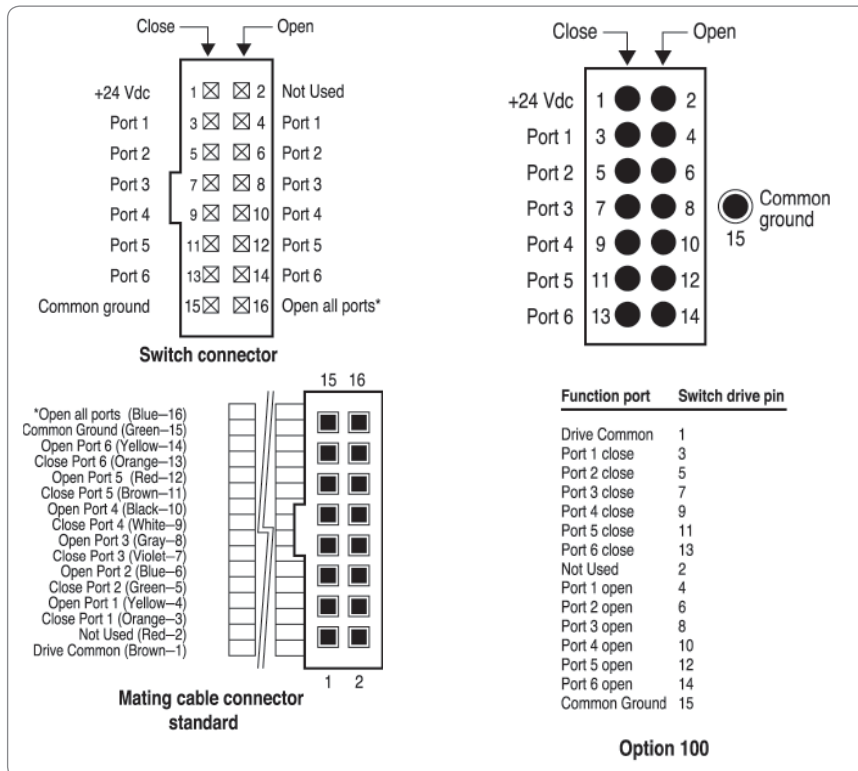 Close Open
+24 Vdc 1 2 Not Used
Port 1 3 4 Port 1
Port 2 5 6 Port 2
Port 3 7 8 Port 3
Port 4 9 10 Port 4
Port 5 11 12 Port 5
Port 6 13 14 Port 6
Common ground 15 16 Open all ports*
Switch connector
Close Open
+24 Vdc 1 2
Port 1 3 4
Port 2 5 6
Port 3 7 8
Port 4 9 10
Port 5 11 12
Port 6 13 14
Common
ground
15
15 16
*Open all ports (Blue–16)
Common Ground (Green–15)
Open Port 6 (Yellow–14)
Close Port 6 (Orange–13)
Open Port 5 (Red–12)
Close Port 5 (Brown–11)
Open Port 4 (Black–10)
Close Port 4 (White–9)
Open Port 3 (Gray–8)
Close Port 3 (Violet–7)
Open Port 2 (Blue–6)
Close Port 2 (Green–5)
Open Port 1 (Yellow–4)
Close Port 1 (Orange–3)
Not Used (Red–2)
Drive Common (Brown–1)
1 2
Mating cable connector
standard
Function port Switch drive pin
Drive Common 1
Port 1 close 3
Port 2 close 5
Port 3 close 7
Port 4 close 9
Port 5 close 11
Port 6 close 13
Not Used 2
Port 1 open 4
Port 2 open 6
Port 3 open 8
Port 4 open 10
Port 5 open 12
Port 6 open 14
Common Ground 15
Option 100